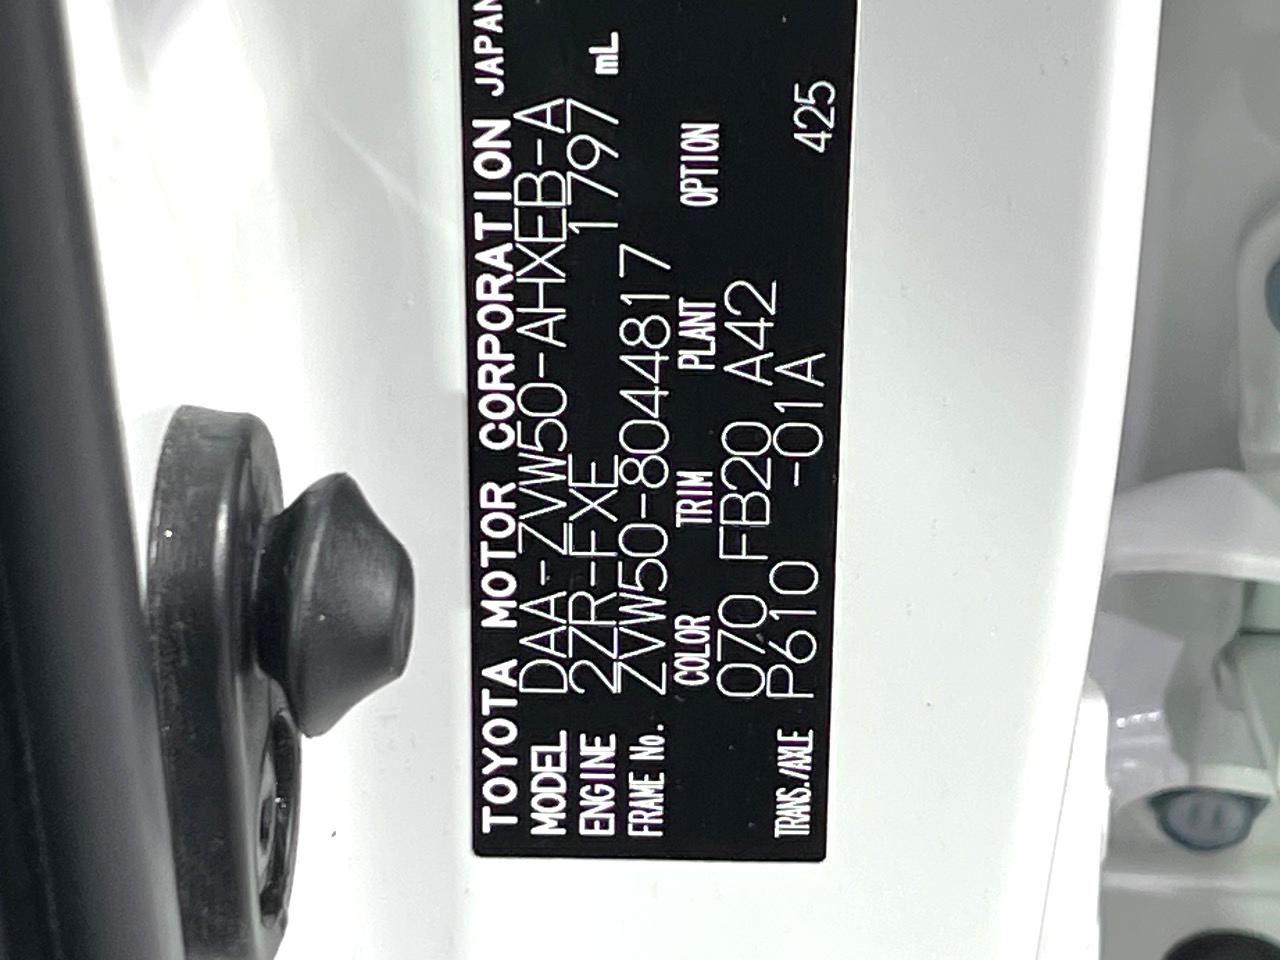 TOYOTA MOTOR CORPORATION JAPAN
MODEL DAA-ZVW50-AHXEB-A
ENGINE 2ZR-FXE 1797 mL
FRAME No. ZVW50-8044817
COLOR TRIM PLANT OPTION
070 FB20 A42
TRANS./AXLE P610 -01A 425